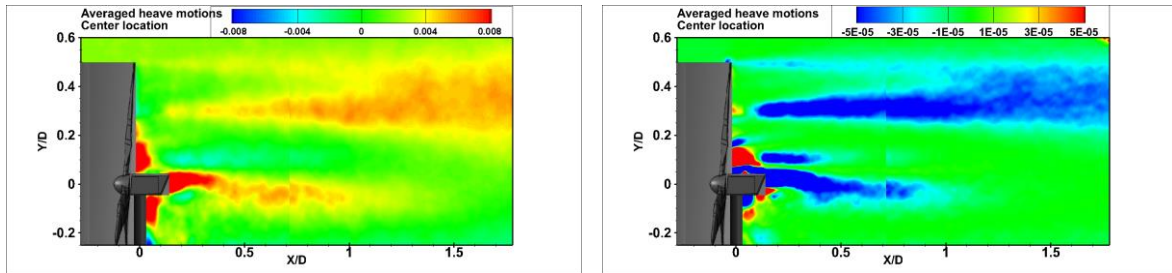 Averaged heave motions
Center location
-0.008 -0.004 0 0.004 0.008
0.6
0.4
0.2
0
-0.2
Y/D
0 0.5 1 1.5
X/D
Averaged heave motions
Center location
-5E-05 -3E-05 1E-05 3E-05 5E-05
0.6
0.4
0.2
0
-0.2
Y/D
0 0.5 1 1.5
X/D